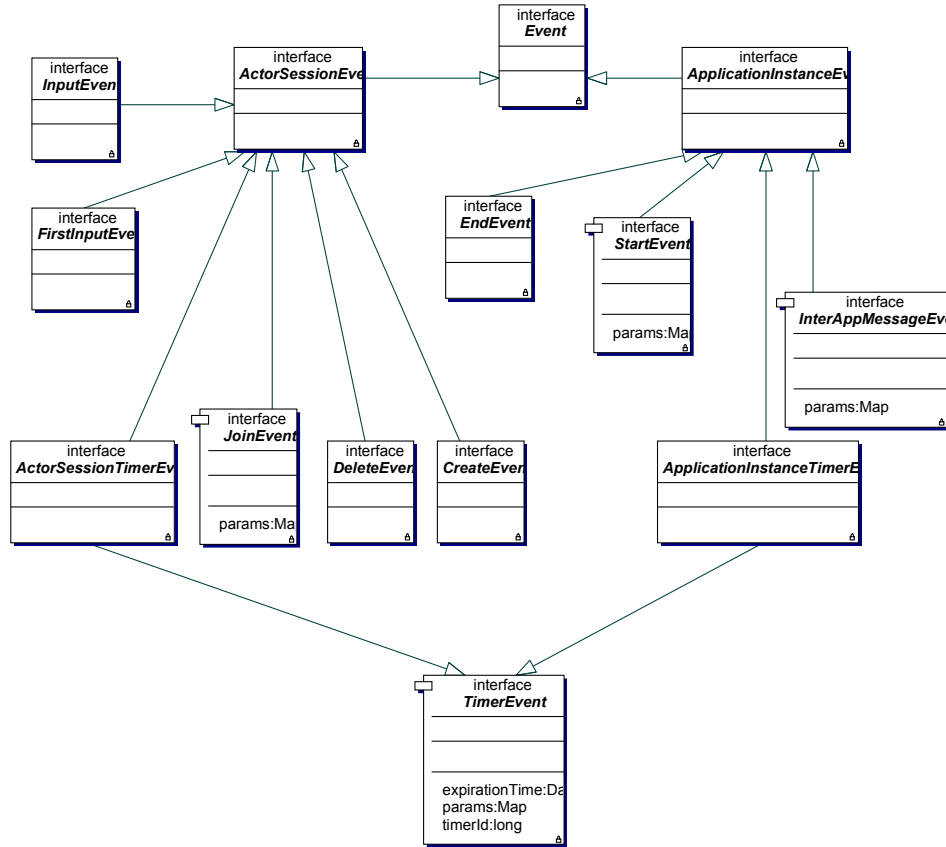 interface
Event
interface
ActorSessionEve
interface
ApplicationInstanceEv
interface
InputEven
interface
FirstInputEve
interface
EndEvent
interface
StartEvent
params:Map
interface
InterAppMessageEve
params:Map
interface
ActorSessionTimerEv
interface
JoinEvent
params:Ma
interface
DeleteEven
interface
CreateEven
interface
ApplicationInstanceTimerE
interface
TimerEvent
expirationTime:Da
params:Map
timerId:long